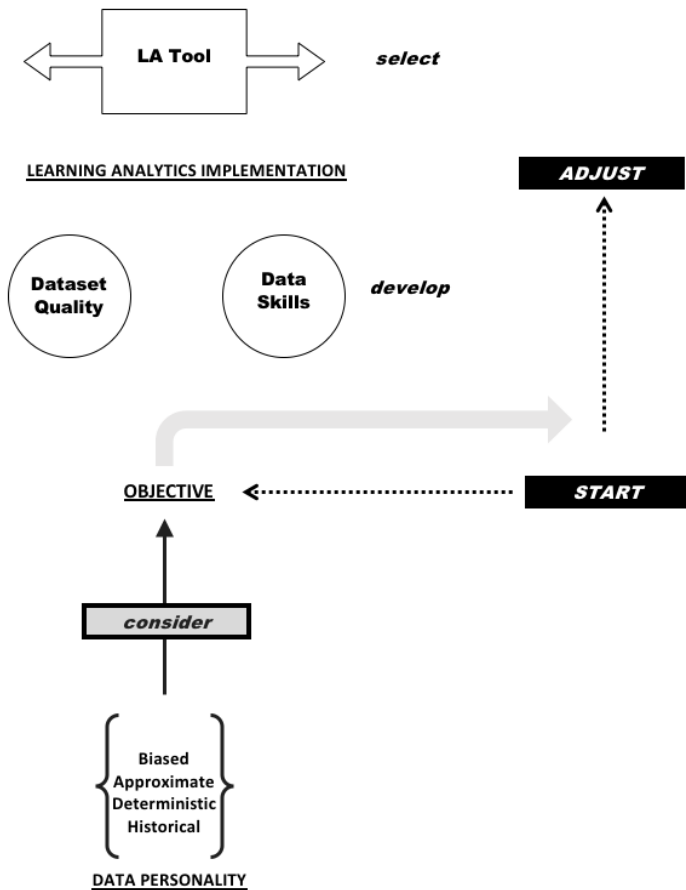 LA Tool
select
LEARNING ANALYTICS IMPLEMENTATION
ADJUST
Dataset
Quality
Data
Skills
develop
OBJECTIVE
START
consider
Biased
Approximate
Deterministic
Historical
DATA PERSONALITY